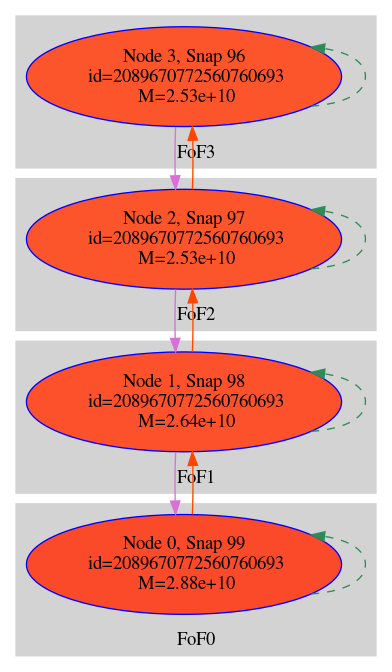 Node 3, Snap 96
id=2089670772560760693
M=2.53e+10
FoF3
Node 2, Snap 97
id=2089670772560760693
M=2.53e+10
FoF2
Node 1, Snap 98
id=2089670772560760693
M=2.64e+10
FoF1
Node 0, Snap 99
id=2089670772560760693
M=2.88e+10
FoF0